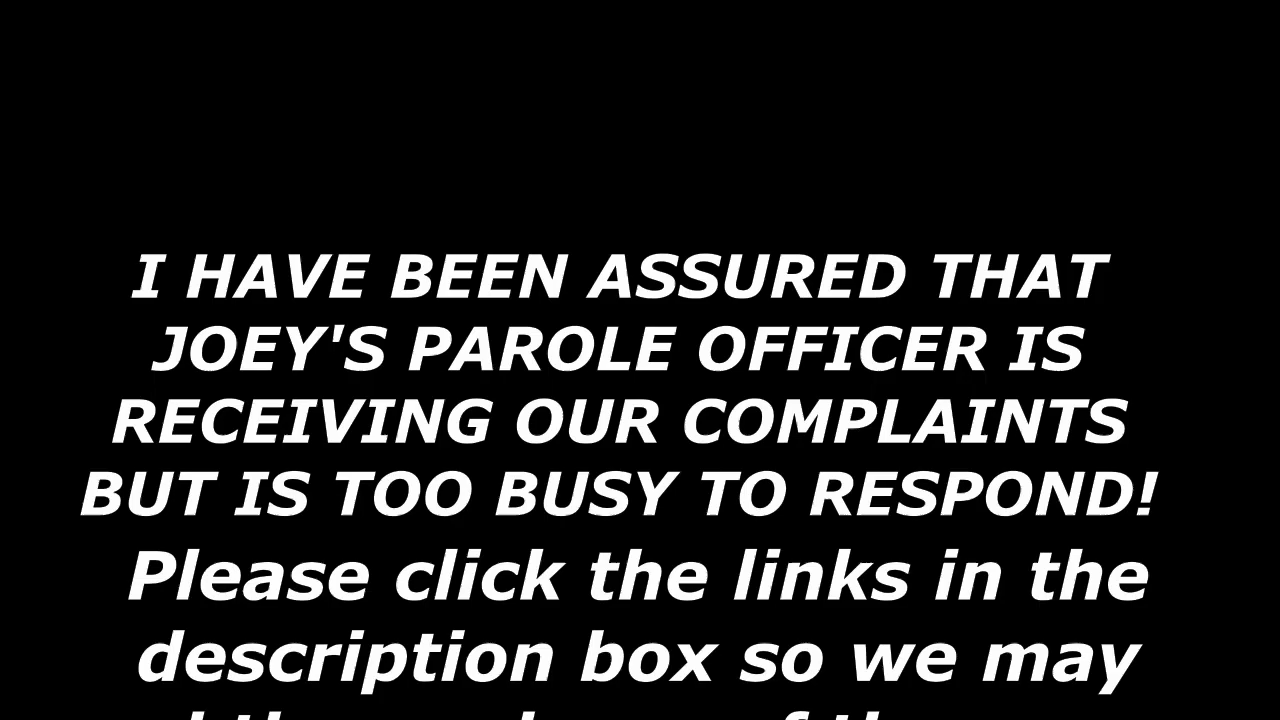 I HAVE BEEN ASSURED THAT
JOEY'S PAROLE OFFICER IS
RECEIVING OUR COMPLAINTS
BUT IS TOO BUSY TO RESPOND!
Please click the links in the
description box so we may